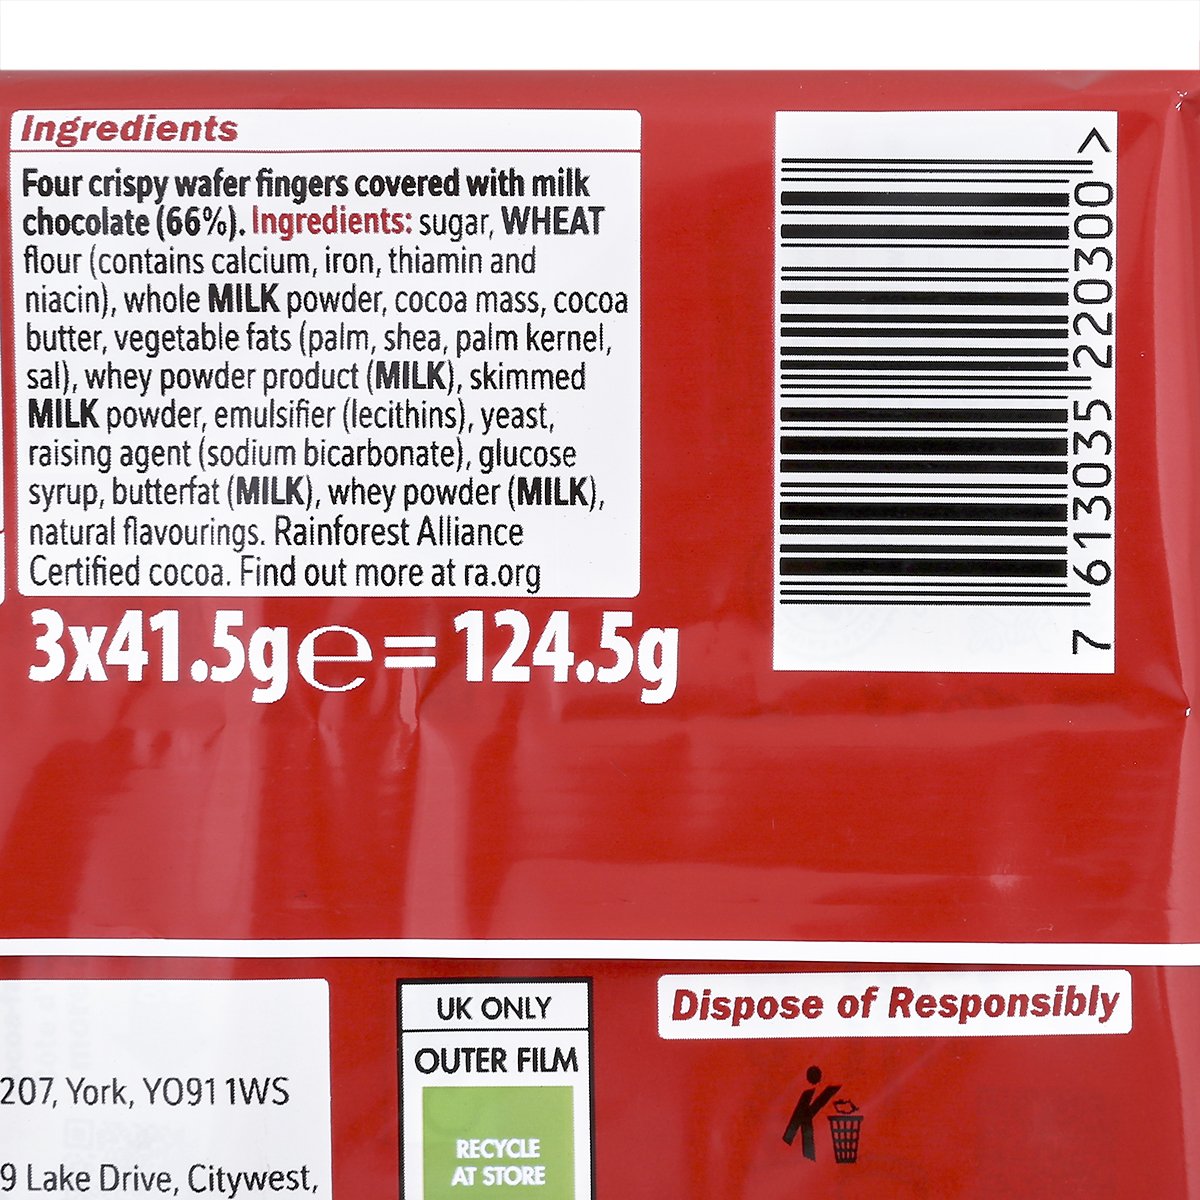 Ingredients
Four crispy wafer fingers covered with milk
chocolate (66%). Ingredients: sugar, WHEAT
flour (contains calcium, iron, thiamin and
niacin), whole MILK powder, cocoa mass, cocoa
butter, vegetable fats (palm, shea, palm kernel,
sal), whey powder product (MILK), skimmed
MILK powder, emulsifier (lecithins), yeast,
raising agent (sodium bicarbonate), glucose
syrup, butterfat (MILK), whey powder (MILK),
natural flavourings. Rainforest Alliance
Certified cocoa. Find out more at ra.org
3x41.5g℮= 124.5g
7 613035 220300 >
207, York, YO91 1WS
9 Lake Drive, Citywest,
UK ONLY
OUTER FILM
RECYCLE
AT STORE
Dispose of Responsibly